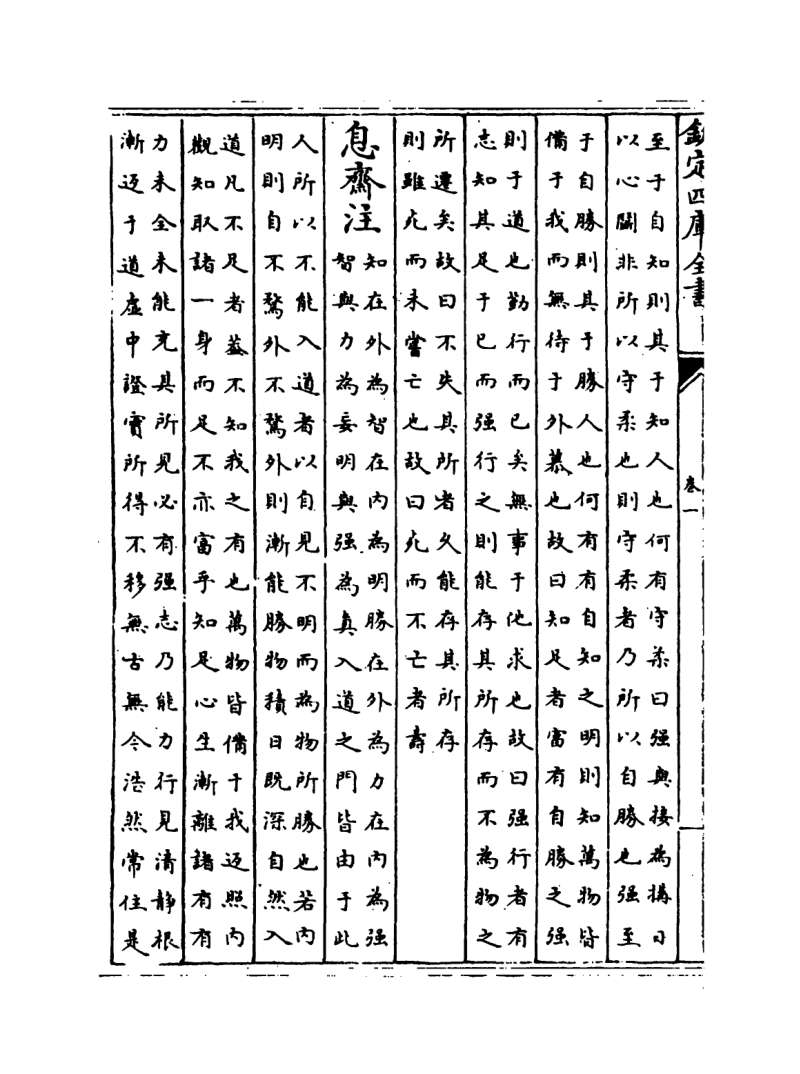 欽定四庫全書
卷一
至于自知則其于知人也何有守柔曰强與接為搆日
以心鬭非所以守柔也則守柔者乃所以自勝也强至
于自勝則其于勝人也何有有自知之明則知萬物皆
備于我而無待于外慕也故曰知足者富有自勝之强
則于道也勤行而已矣無事于他求也故曰强行者有
志知其足于已而强行之則能存其所存而不為物之
所遷矣故曰不失其所者久能存其所存
則雖死而未嘗亡也故曰死而不亡者壽
息齋注
知在外為智在内為明勝在外為力在内為强
智與力為妄明與强為真入道之門皆由于此
人所以不能入道者以自見不明而為物所勝也若内
明則自不騖外不騖外則漸能勝物積日既深自然入
道凡不足者葢不知我之有也萬物皆備于我返照内
觀知取諸一身而足不亦富乎知足心生漸離諸有有
力未全未能充其所見必有强志乃能力行見清静根
漸返于道虚中證實所得不移無古無今浩然常住是